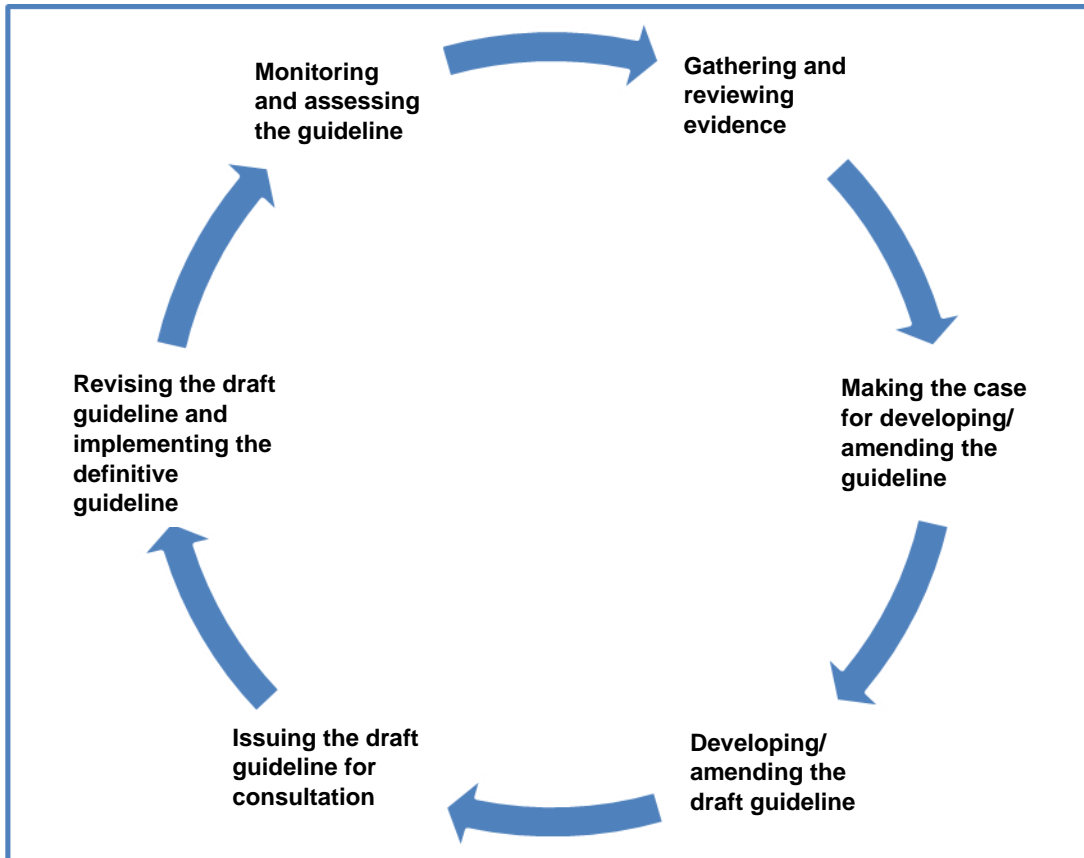 Monitoring
and assessing
the guideline
Gathering and
reviewing
evidence
Making the case
for developing/
amending the
guideline
Developing/
amending the
draft guideline
Issuing the draft
guideline for
consultation
Revising the draft
guideline and
implementing the
definitive
guideline